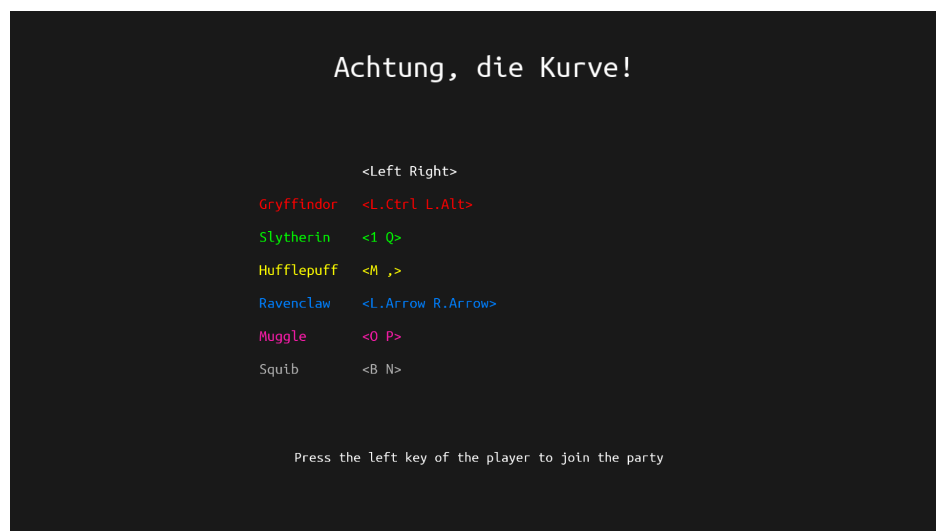 Achtung, die Kurve!
<Left Right>
Gryffindor <L.Ctrl L.Alt>
Slytherin <1 Q>
Hufflepuff <M ,>
Ravenclaw <L.Arrow R.Arrow>
Muggle <O P>
Squib <B N>
Press the left key of the player to join the party